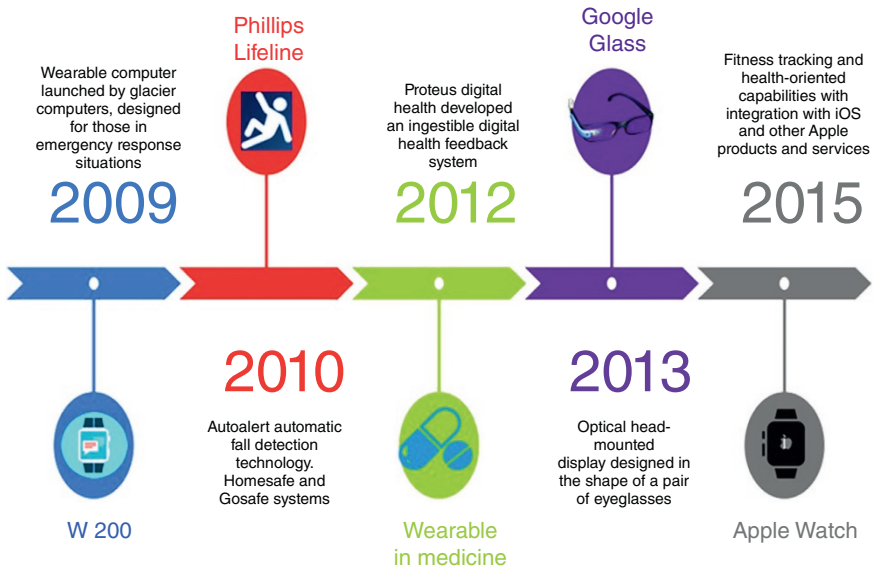 Wearable computer
launched by glacier
computers, designed
for those in
emergency response
situations
2009
W 200
Phillips
Lifeline
2010
Autoalert automatic
fall detection
technology.
Homesafe and
Gosafe systems
Proteus digital
health developed
an ingestible digital
health feedback
system
2012
Wearable
in medicine
Google
Glass
2013
Optical head-
mounted
display designed in
the shape of a pair
of eyeglasses
Fitness tracking and
health-oriented
capabilities with
integration with iOS
and other Apple
products and services
2015
Apple Watch